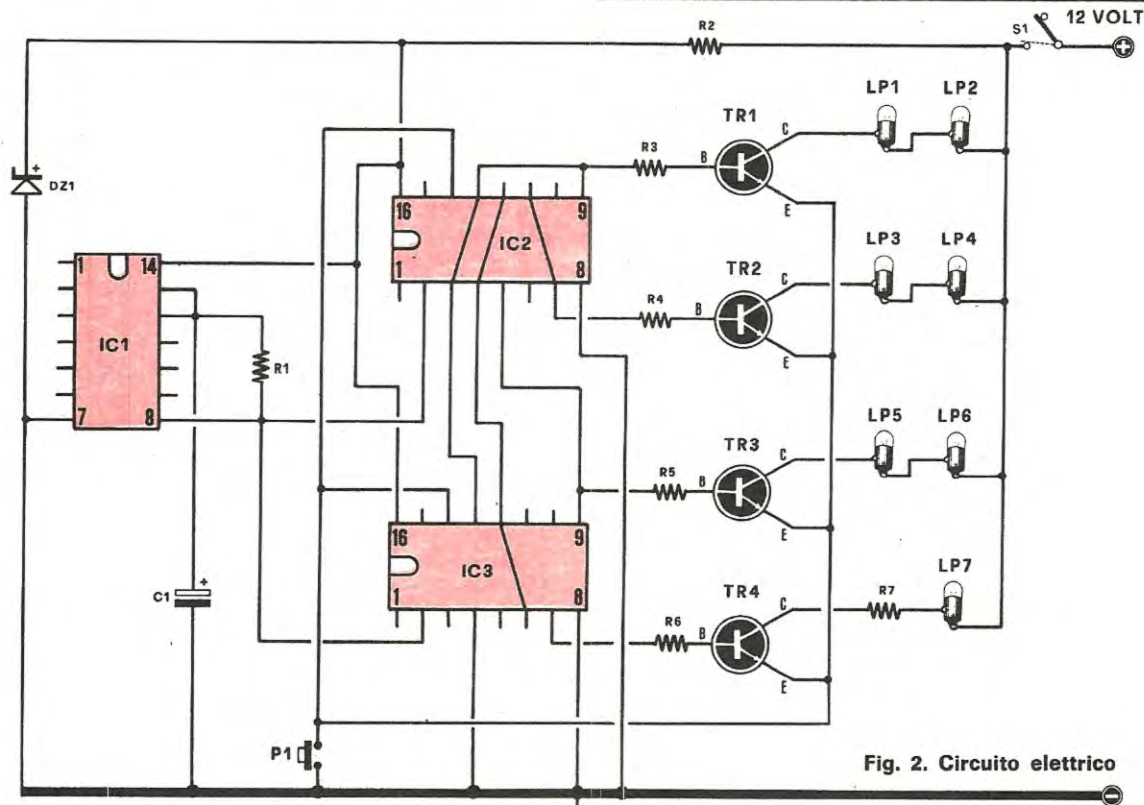 12 VOLT
S1
R2
LP1 LP2
TR1
C
R3
B
E
+
DZ1
16 9
IC2
1 8
1 14
IC1
7 8
R1
LP3 LP4
TR2
C
R4
B
E
LP5 LP6
TR3
C
R5
B
E
16 9
IC3
1 8
+
C1
LP7
TR4
C
R7
R6
B
E
P1
Fig. 2. Circuito elettrico